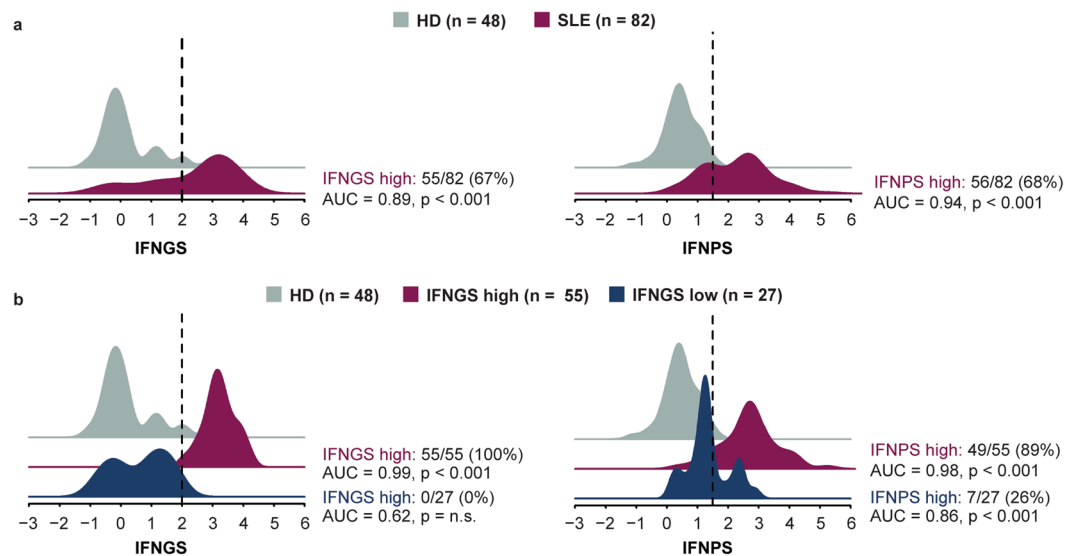 a
HD (n = 48) SLE (n = 82)
IFNGS high: 55/82 (67%)
AUC = 0.89, p < 0.001
−3 −2 −1 0 1 2 3 4 5 6
IFNGS
IFNPS high: 56/82 (68%)
AUC = 0.94, p < 0.001
−3 −2 −1 0 1 2 3 4 5 6
IFNPS
b
HD (n = 48) IFNGS high (n = 55) IFNGS low (n = 27)
IFNGS high: 55/55 (100%)
AUC = 0.99, p < 0.001
IFNGS high: 0/27 (0%)
AUC = 0.62, p = n.s.
−3 −2 −1 0 1 2 3 4 5 6
IFNGS
IFNPS high: 49/55 (89%)
AUC = 0.98, p < 0.001
IFNPS high: 7/27 (26%)
AUC = 0.86, p < 0.001
−3 −2 −1 0 1 2 3 4 5 6
IFNPS